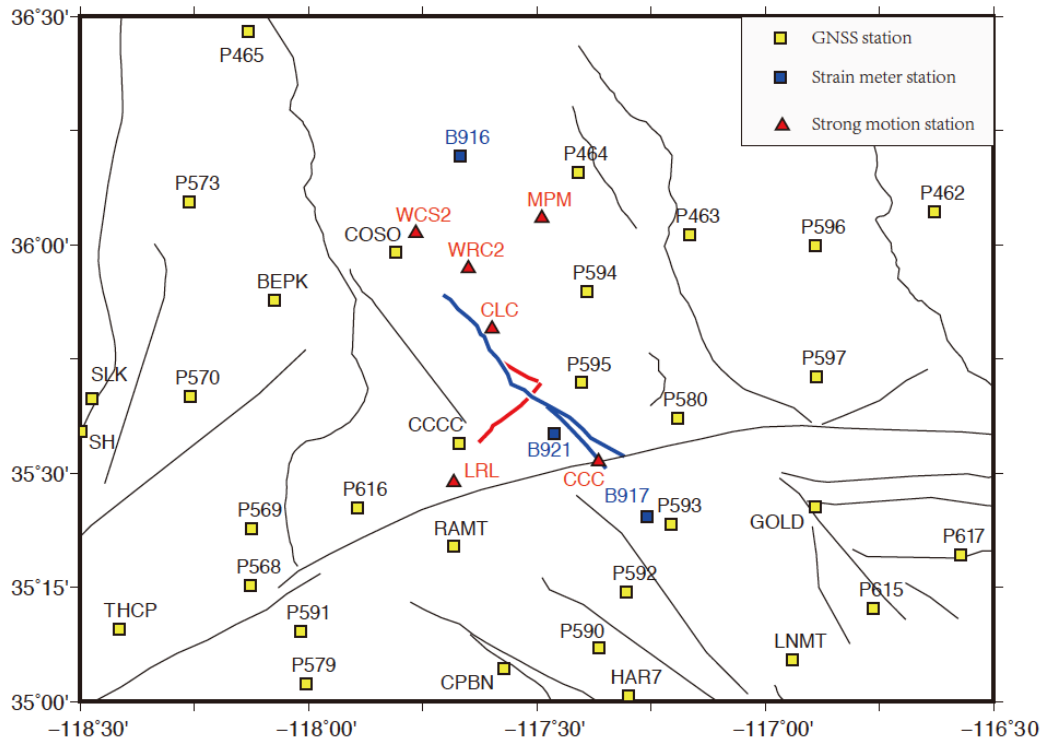 36˚30'
GNSS station
P465
Strain meter station
Strong motion station
B916
P464
P573
MPM
P462
WCS2
P463
P596
36˚00'
COSO
WRC2
BEPK
P594
CLC
SLK
P570
P595
P597
P580
CCCC
SH
B921
35˚30'
LRL
CCC
B917
P616
P593
P569
GOLD
RAMT
P617
P568
P592
35˚15'
THCP
P591
P615
P590
LNMT
P579
CPBN
HAR7
35˚00'
−118˚30'
−118˚00'
−117˚30'
−117˚00'
−116˚30'